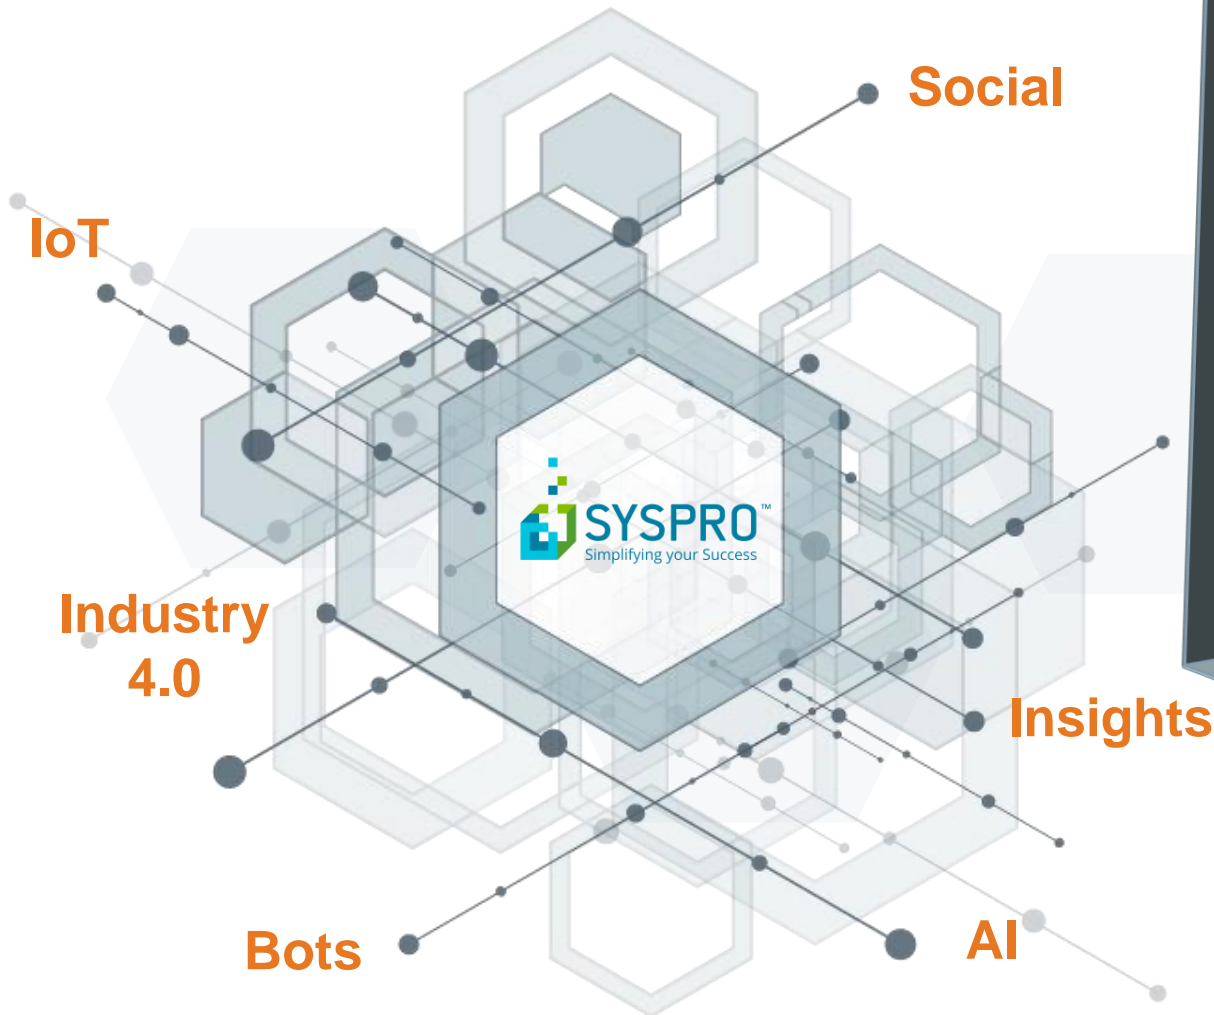 Social
IoT
SYSPRO™
Simplifying your Success
Industry
4.0
Insights
Bots
AI